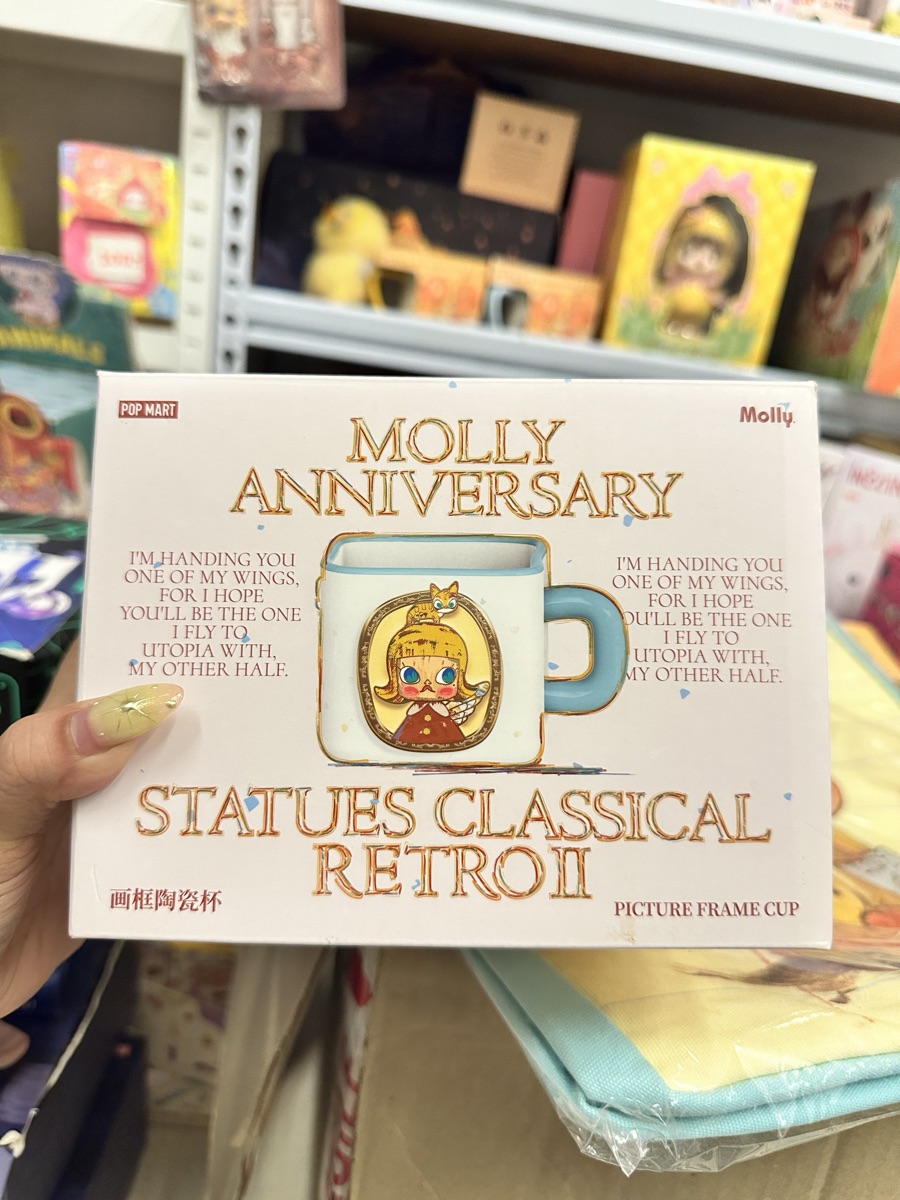 POP MART
Molly
MOLLY
ANNIVERSARY
I'M HANDING YOU
ONE OF MY WINGS,
FOR I HOPE
YOU'LL BE THE ONE
I FLY TO
UTOPIA WITH,
MY OTHER HALF.
I'M HANDING YOU
ONE OF MY WINGS,
FOR I HOPE
OU'LL BE THE ONE
I FLY TO
UTOPIA WITH,
MY OTHER HALF.
STATUES CLASSICAL
RETRO II
画框陶瓷杯
PICTURE FRAME CUP